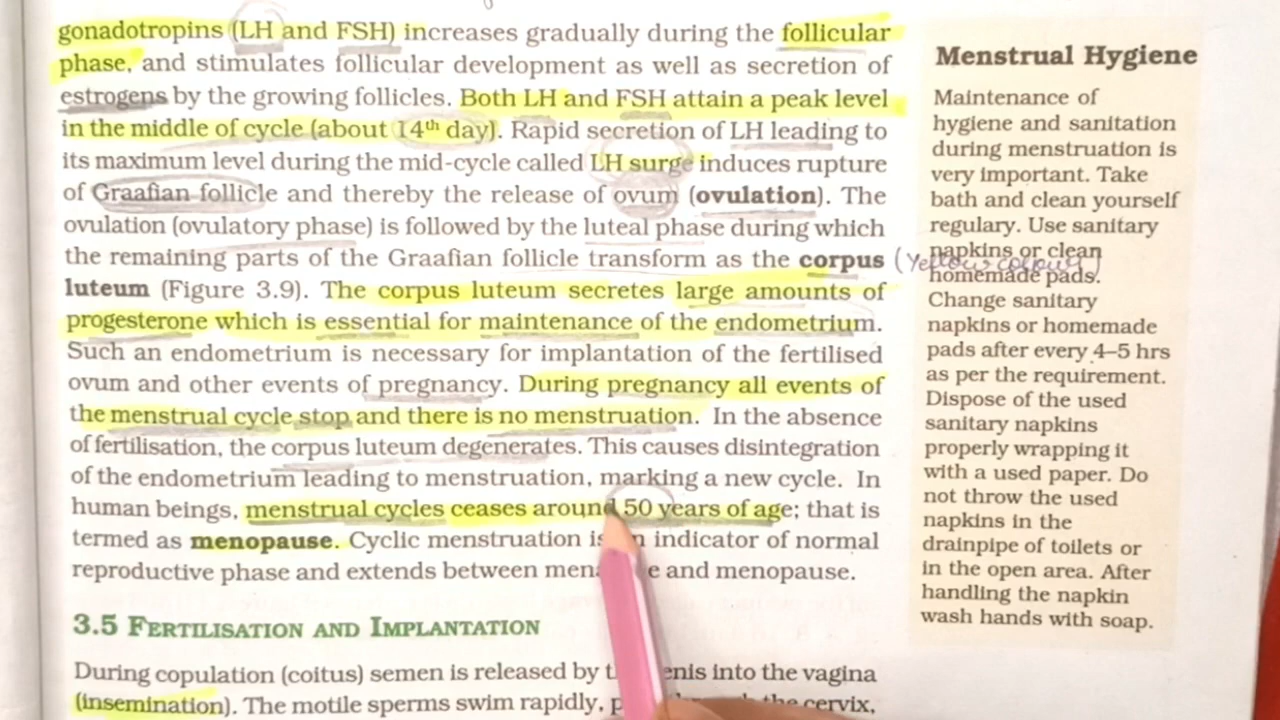 gonadotropins (LH and FSH) increases gradually during the follicular
phase, and stimulates follicular development as well as secretion of
estrogens by the growing follicles. Both LH and FSH attain a peak level
in the middle of cycle (about 14th day). Rapid secretion of LH leading to
its maximum level during the mid-cycle called LH surge induces rupture
of Graafian follicle and thereby the release of ovum (ovulation). The
ovulation (ovulatory phase) is followed by the luteal phase during which
the remaining parts of the Graafian follicle transform as the corpus
luteum (Figure 3.9). The corpus luteum secretes large amounts of
progesterone which is essential for maintenance of the endometrium.
Such an endometrium is necessary for implantation of the fertilised
ovum and other events of pregnancy. During pregnancy all events of
the menstrual cycle stop and there is no menstruation. In the absence
of fertilisation, the corpus luteum degenerates. This causes disintegration
of the endometrium leading to menstruation, marking a new cycle. In
human beings, menstrual cycles ceases around 50 years of age; that is
termed as menopause. Cyclic menstruation indicator of normal
reproductive phase and extends between and menopause.
3.5 FERTILISATION AND IMPLANTATION
During copulation (coitus) semen is released by into the vagina
(insemination). The motile sperms swim rapidly, the cervix,
Menstrual Hygiene
Maintenance of
hygiene and sanitation
during menstruation is
very important. Take
bath and clean yourself
regulary. Use sanitary
napkins or clean
homemade pads.
Change sanitary
napkins or homemade
pads after every 4–5 hrs
as per the requirement.
Dispose of the used
sanitary napkins
properly wrapping it
with a used paper. Do
not throw the used
napkins in the
drainpipe of toilets or
in the open area. After
handling the napkin
wash hands with soap.